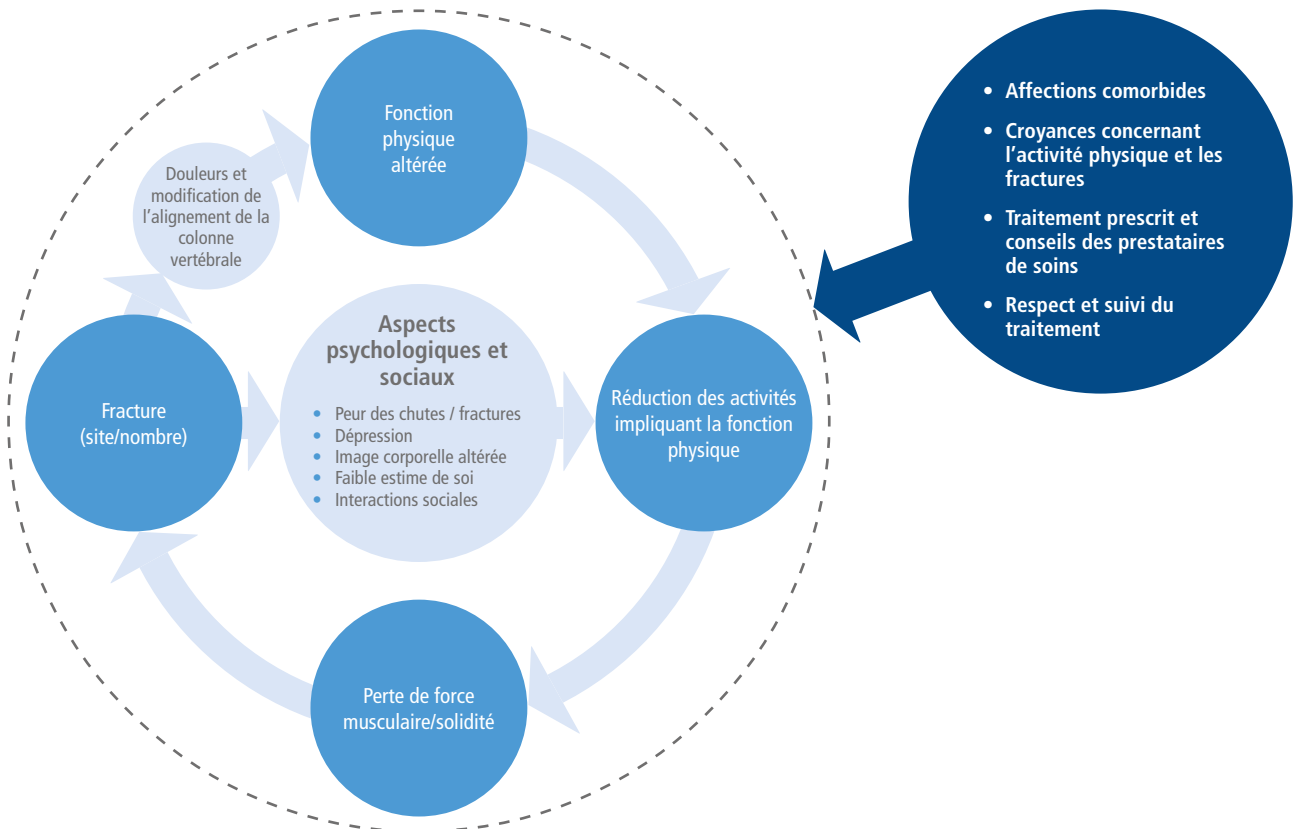 Fonction
physique
altérée
Douleurs et
modification de
l'alignement de la
colonne
vertébrale
Fracture
(site/nombre)
Aspects
psychologiques et
sociaux
• Peur des chutes / fractures
• Dépression
• Image corporelle altérée
• Faible estime de soi
• Interactions sociales
Réduction des activités
impliquant la fonction
physique
Perte de force
musculaire/solidité
• Affections comorbides
• Croyances concernant
l'activité physique et les
fractures
• Traitement prescrit et
conseils des prestataires
de soins
• Respect et suivi du
traitement